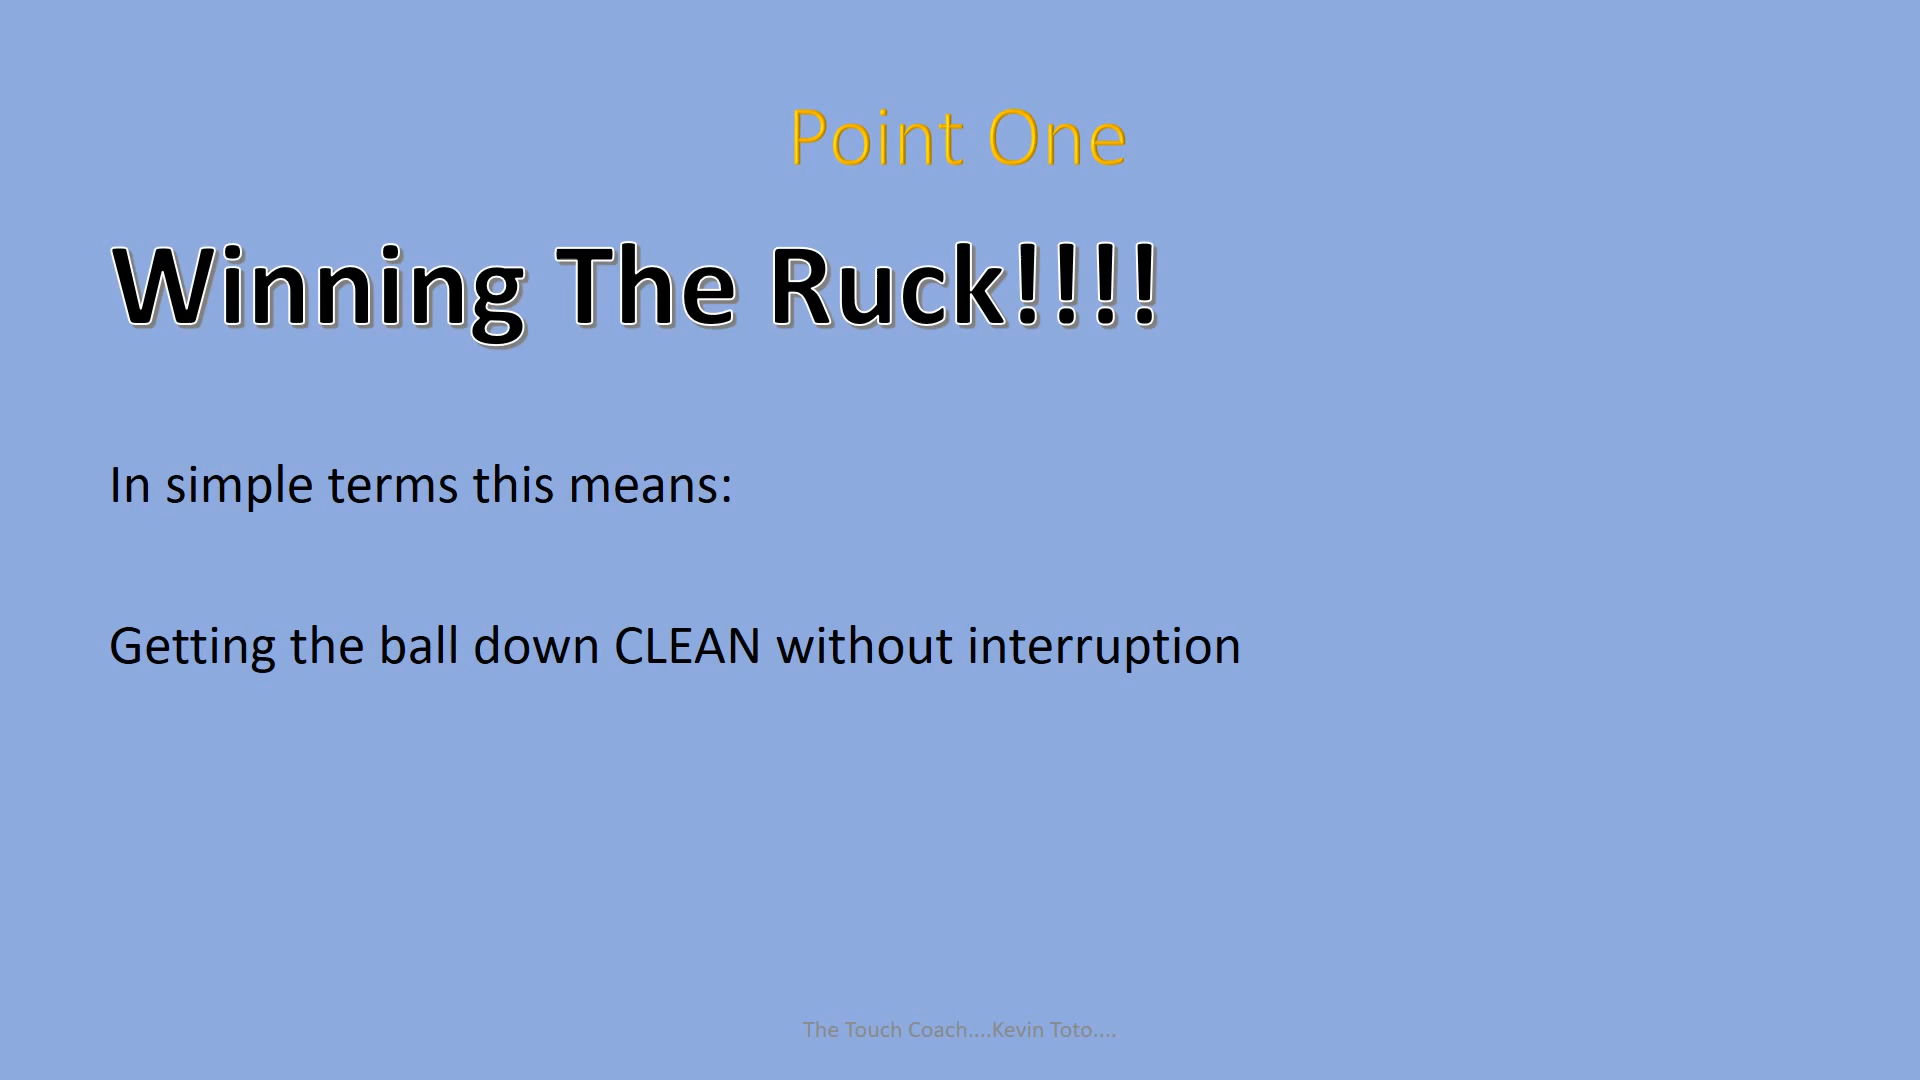 Point One
Winning The Ruck!!!!
In simple terms this means:
Getting the ball down CLEAN without interruption
The Touch Coach....Kevin Toto....